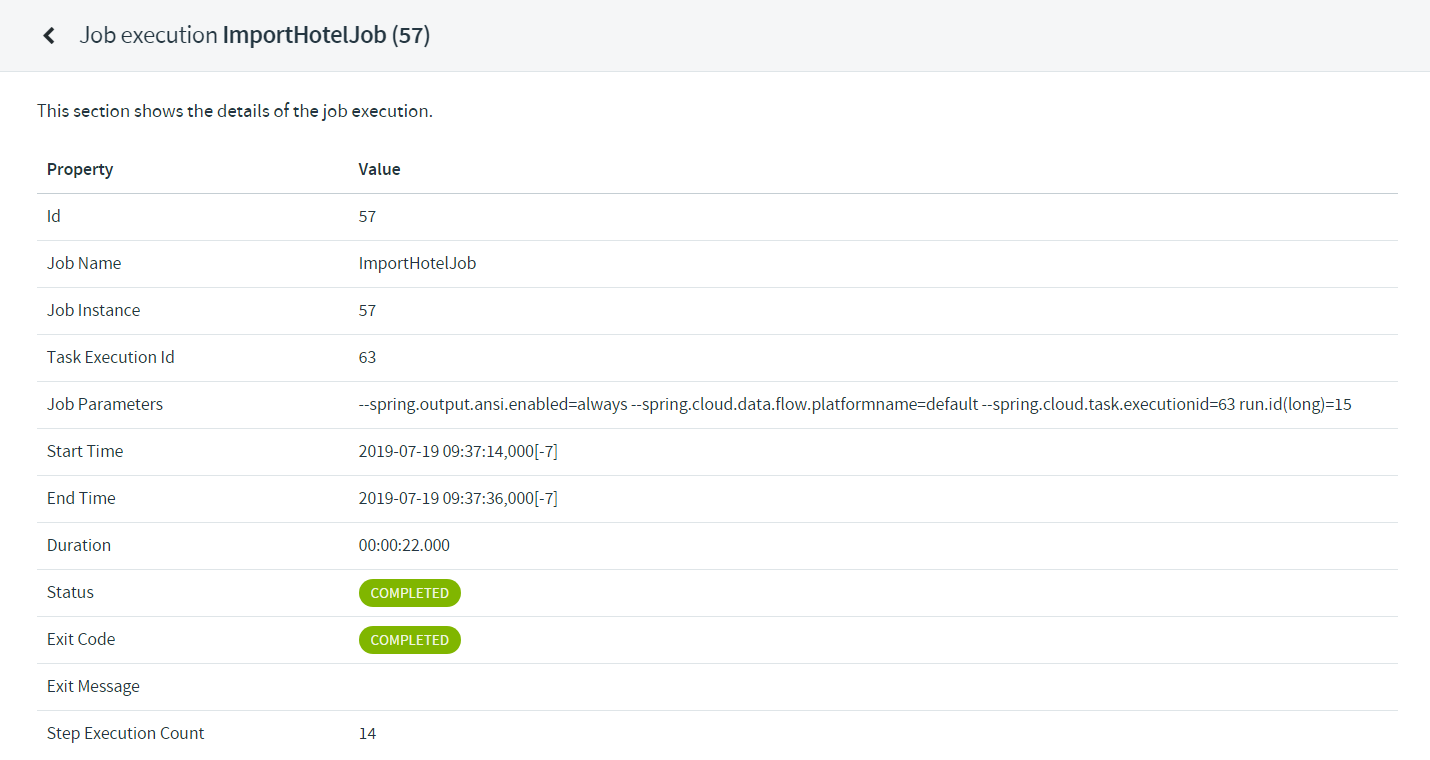 Job execution ImportHotelJob (57)
This section shows the details of the job execution.
Property Value
Id 57
Job Name ImportHotelJob
Job Instance 57
Task Execution Id 63
Job Parameters --spring.output.ansi.enabled=always --spring.cloud.data.flow.platformname=default --spring.cloud.task.executionid=63 run.id(long)=15
Start Time 2019-07-19 09:37:14,000[-7]
End Time 2019-07-19 09:37:36,000[-7]
Duration 00:00:22.000
Status COMPLETED
Exit Code COMPLETED
Exit Message
Step Execution Count 14